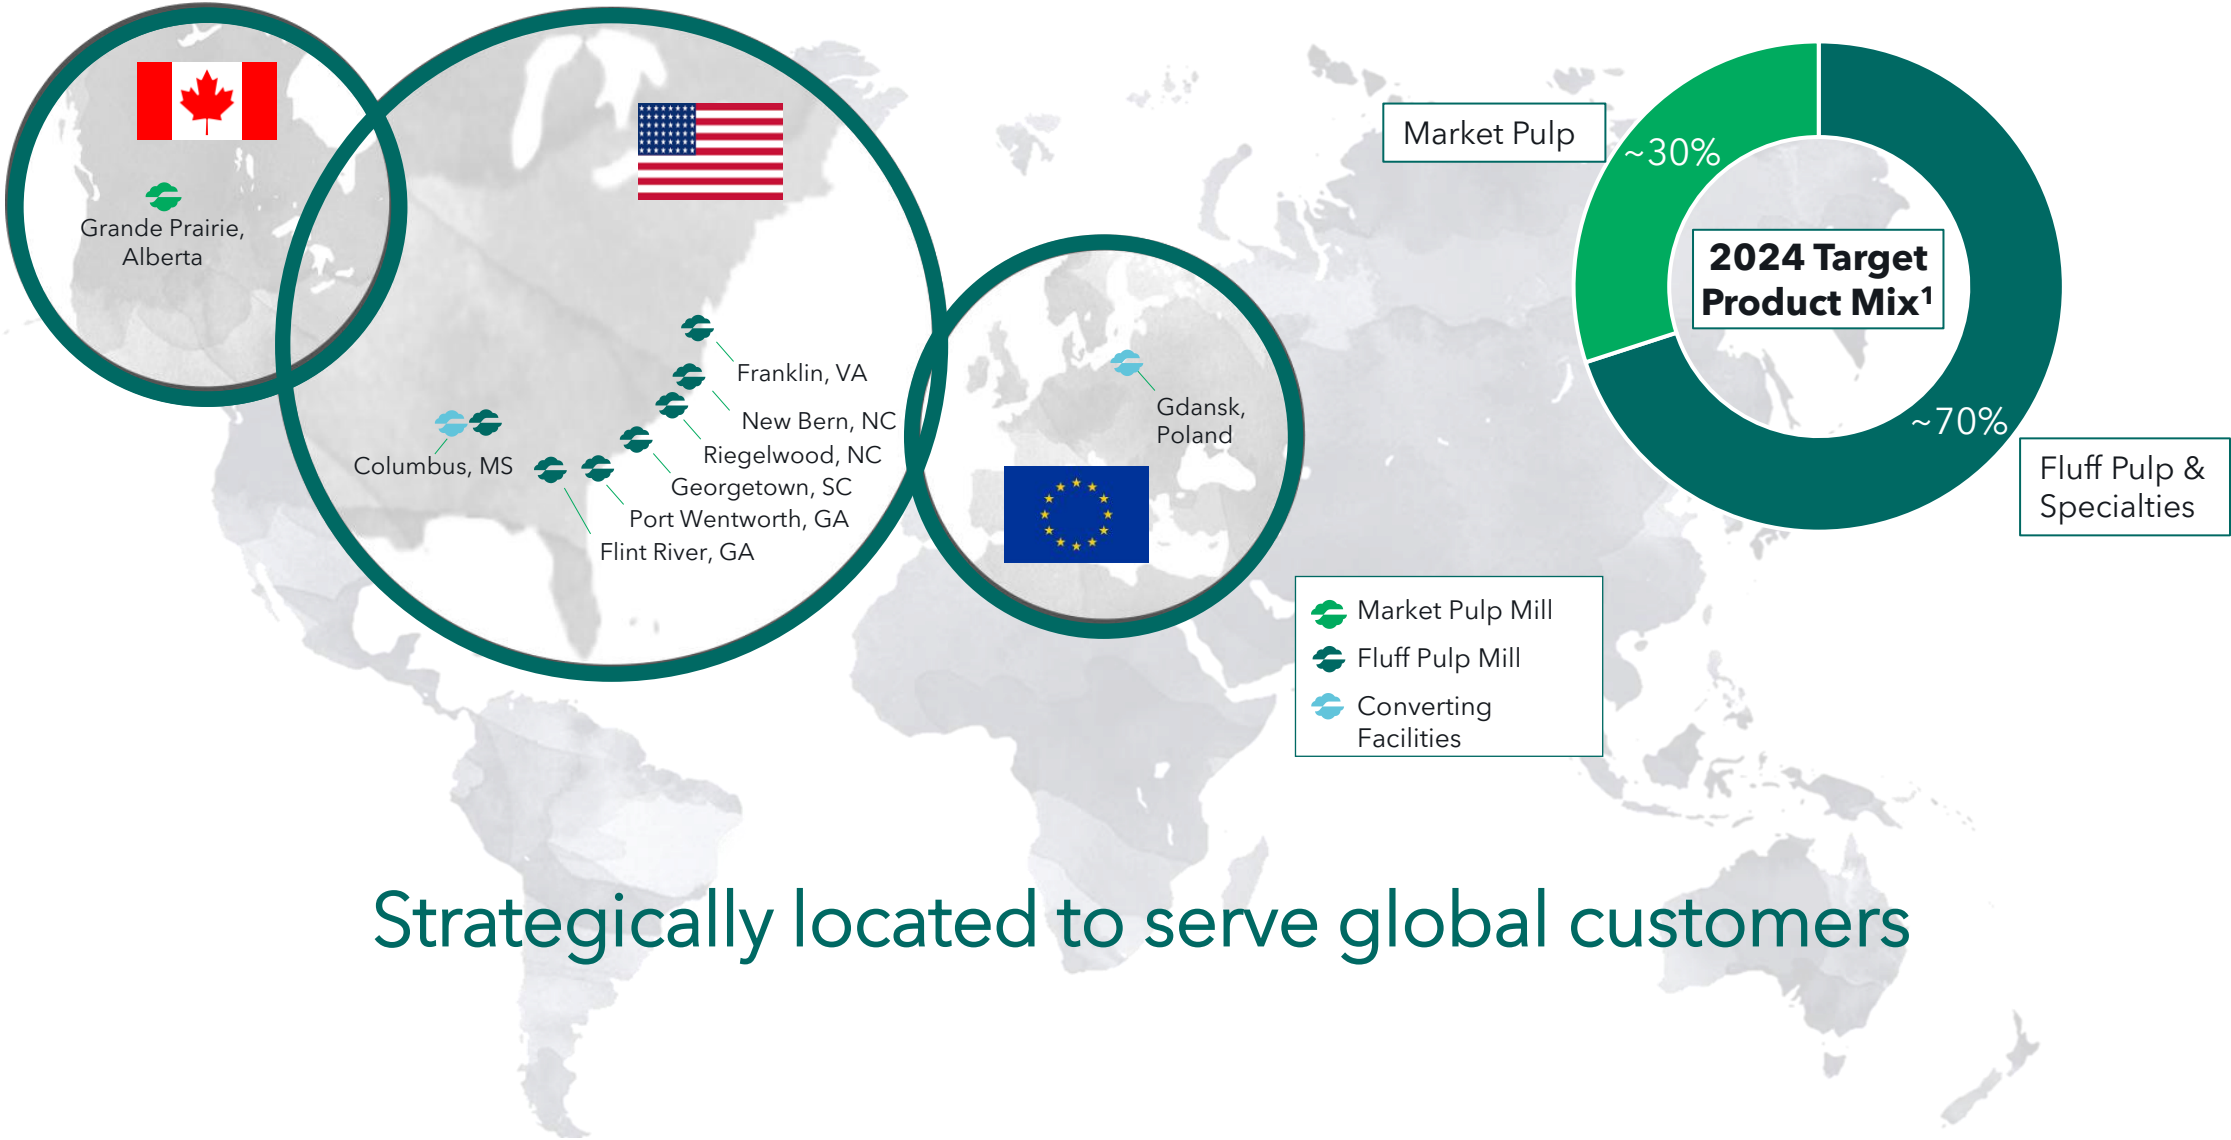 Grande Prairie,
Alberta
Franklin, VA
New Bern, NC
Riegelwood, NC
Georgetown, SC
Port Wentworth, GA
Flint River, GA
Columbus, MS
Gdansk,
Poland
Market Pulp
~30%
2024 Target
Product Mix¹
~70%
Fluff Pulp &
Specialties
Market Pulp Mill
Fluff Pulp Mill
Converting
Facilities
Strategically located to serve global customers